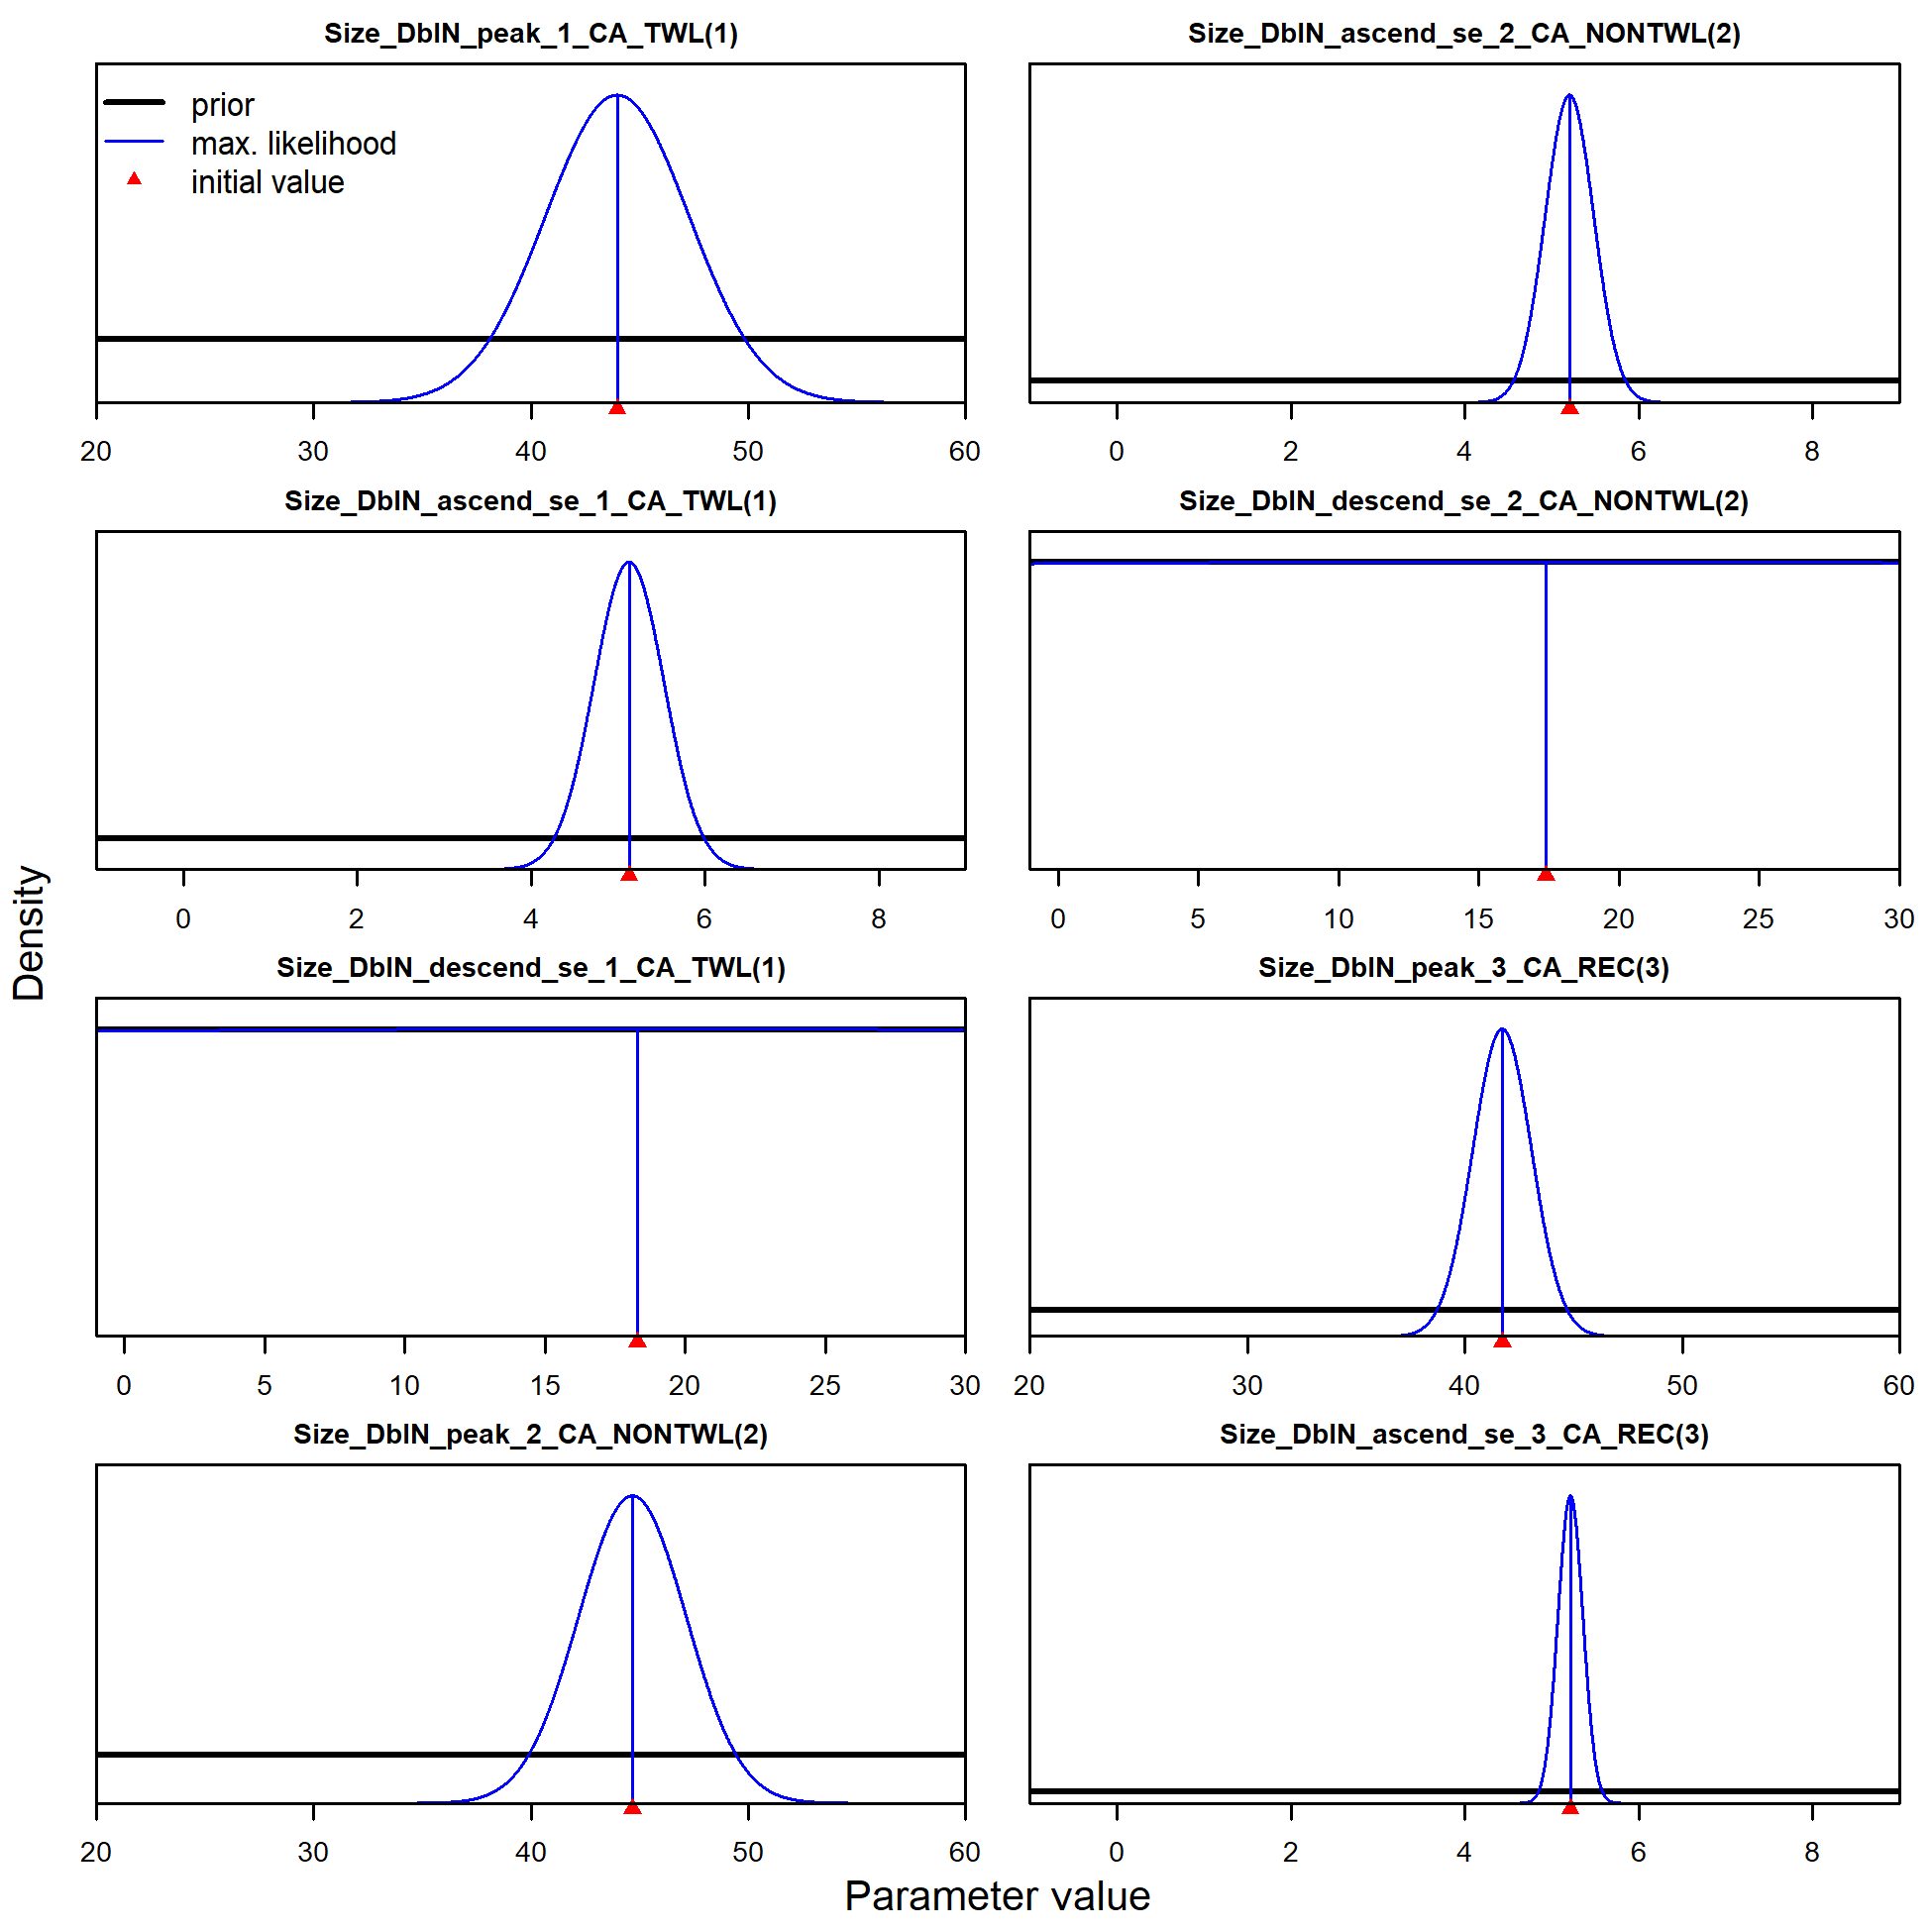 Size_DblN_peak_1_CA_TWL(1)
prior
max. likelihood
initial value
20 30 40 50 60
Size_DblN_ascend_se_2_CA_NONTWL(2)
0 2 4 6 8
Size_DblN_ascend_se_1_CA_TWL(1)
0 2 4 6 8
Size_DblN_descend_se_2_CA_NONTWL(2)
0 5 10 15 20 25 30
Size_DblN_descend_se_1_CA_TWL(1)
0 5 10 15 20 25 30
Size_DblN_peak_3_CA_REC(3)
20 30 40 50 60
Size_DblN_peak_2_CA_NONTWL(2)
20 30 40 50 60
Size_DblN_ascend_se_3_CA_REC(3)
0 2 4 6 8
Density
Parameter value